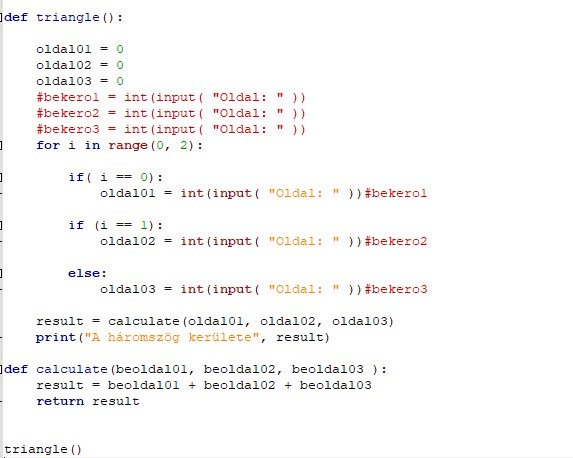 def triangle():
oldal01 = 0
oldal02 = 0
oldal03 = 0
#bekero1 = int(input( "Oldal: " ))
#bekero2 = int(input( "Oldal: " ))
#bekero3 = int(input( "Oldal: " ))
for i in range(0, 2):
if( i == 0):
oldal01 = int(input( "Oldal: " ))#bekero1
if (i == 1):
oldal02 = int(input( "Oldal: " ))#bekero2
else:
oldal03 = int(input( "Oldal: " ))#bekero3
result = calculate(oldal01, oldal02, oldal03)
print("A háromszög kerülete", result)
def calculate(beoldal01, beoldal02, beoldal03 ):
result = beoldal01 + beoldal02 + beoldal03
return result
triangle()